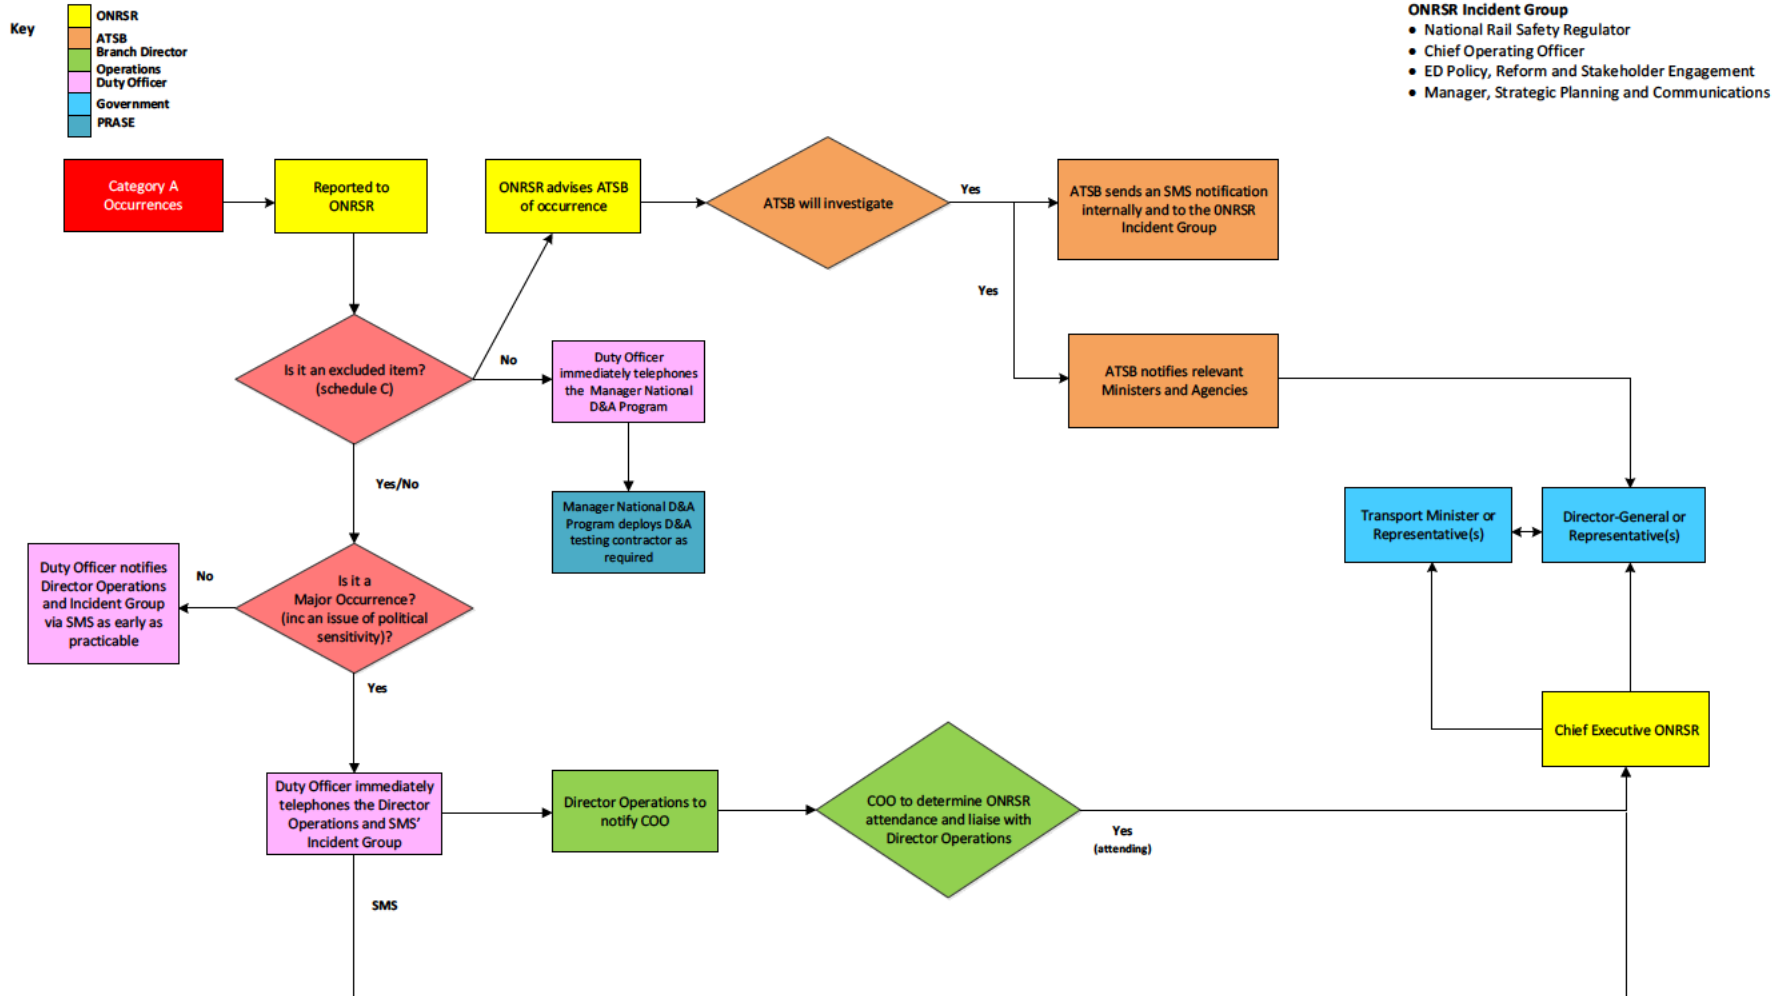 Key
ONRSR
ATSB
Branch Director
Operations
Duty Officer
Government
PRASE
ONRSR Incident Group
● National Rail Safety Regulator
● Chief Operating Officer
● ED Policy, Reform and Stakeholder Engagement
● Manager, Strategic Planning and Communications
Category A
Occurrences
Reported to
ONRSR
ONRSR advises ATSB
of occurrence
ATSB will investigate
Yes
ATSB sends an SMS notification
internally and to the 0NRSR
Incident Group
Yes
ATSB notifies relevant
Ministers and Agencies
Is it an excluded item?
(schedule C)
No
Duty Officer
immediately telephones
the Manager National
D&A Program
Yes/No
Manager National D&A
Program deploys D&A
testing contractor as
required
Transport Minister or
Representative(s)
Director-General or
Representative(s)
Duty Officer notifies
Director Operations
and Incident Group
via SMS as early as
practicable
No
Is it a
Major Occurrence?
(inc an issue of political
sensitivity)?
Yes
Chief Executive ONRSR
Duty Officer immediately
telephones the Director
Operations and SMS'
Incident Group
Director Operations to
notify COO
COO to determine ONRSR
attendance and liaise with
Director Operations
Yes
(attending)
SMS